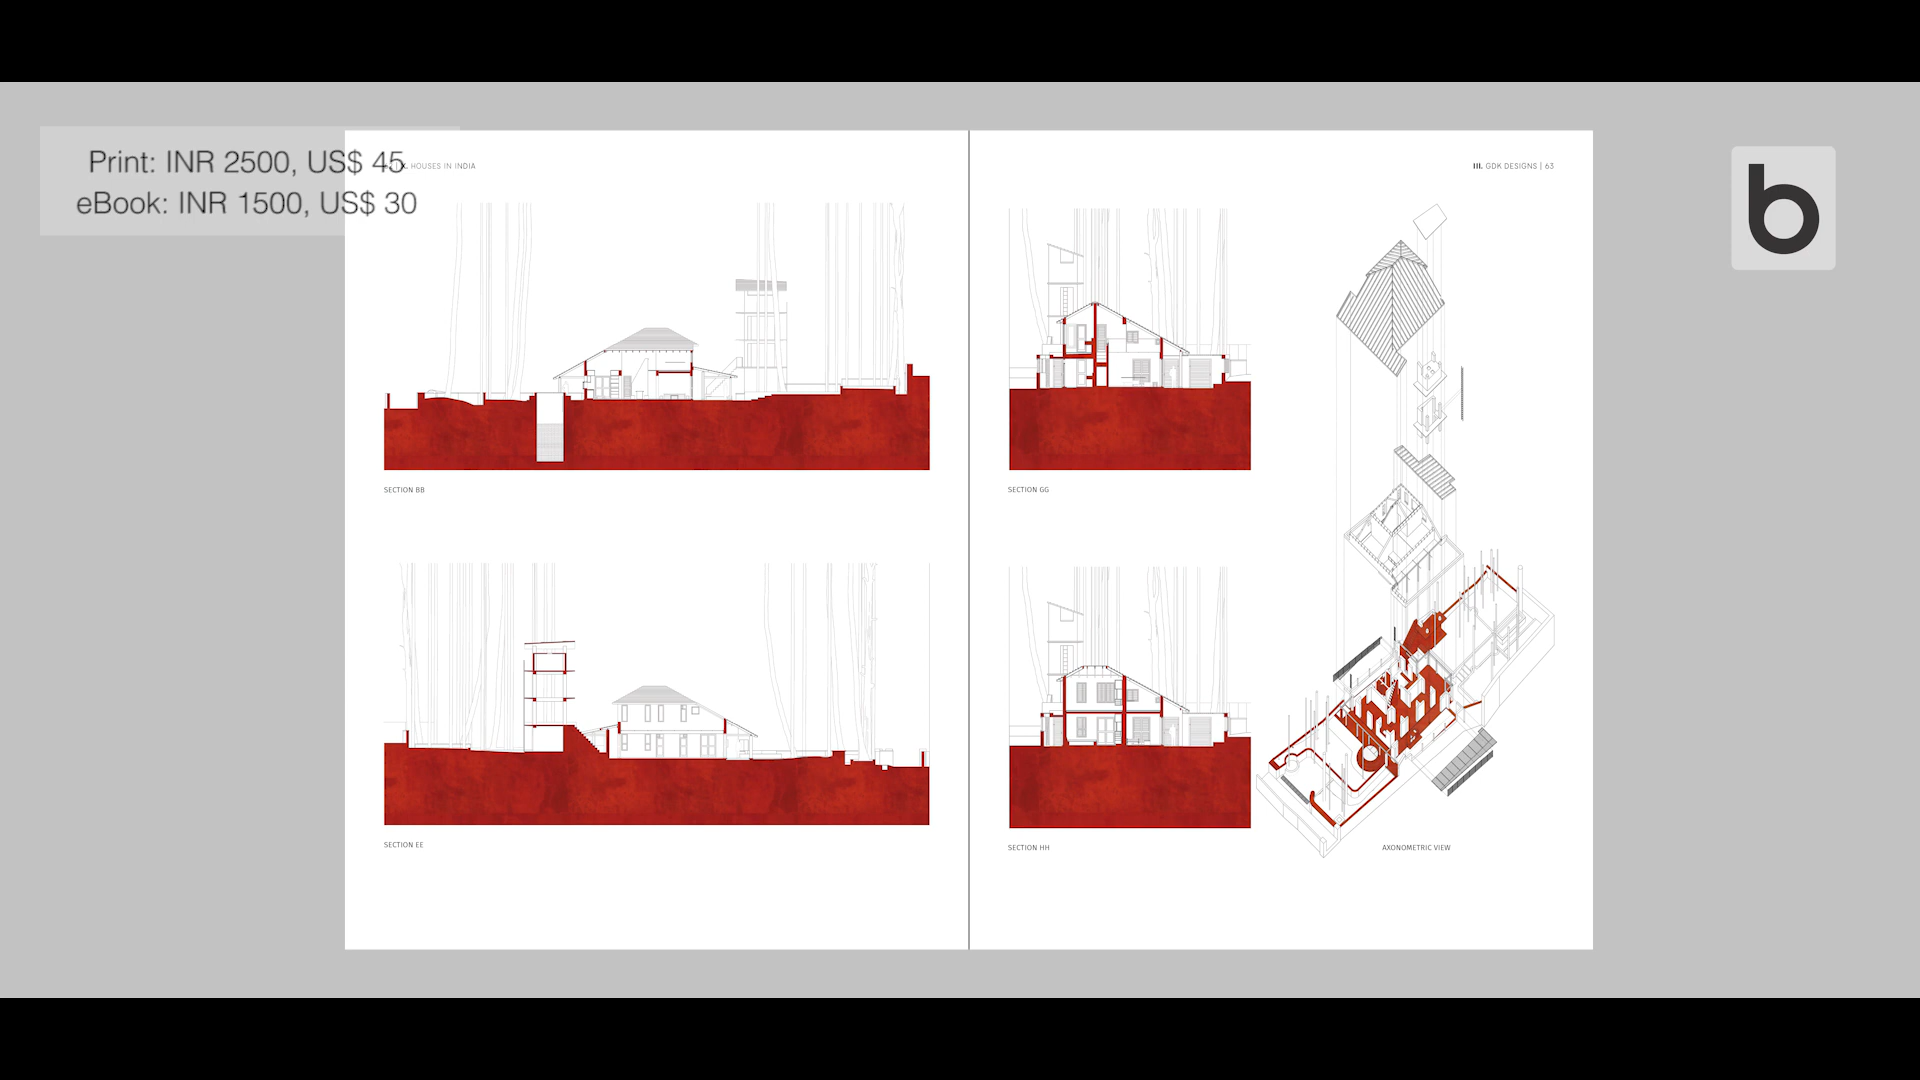 Print: INR 2500, US$ 45
eBook: INR 1500, US$ 30
HOUSES IN INDIA
III. GDK DESIGNS | 63
b
SECTION BB
SECTION GG
SECTION EE
SECTION HH
AXONOMETRIC VIEW